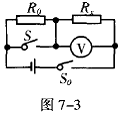 R₀ Rₓ
S V
S₀
图 7-3